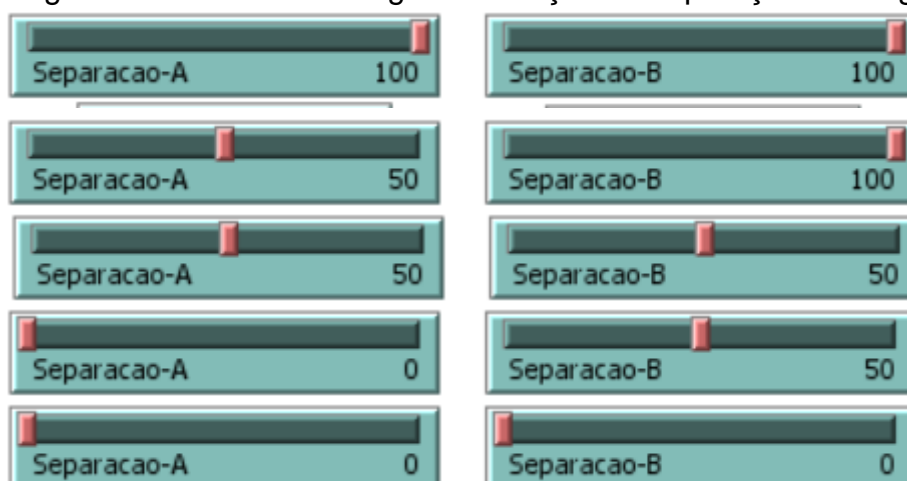 Separacao-A 100 Separacao-B 100
Separacao-A 50 Separacao-B 100
Separacao-A 50 Separacao-B 50
Separacao-A 0 Separacao-B 50
Separacao-A 0 Separacao-B 0